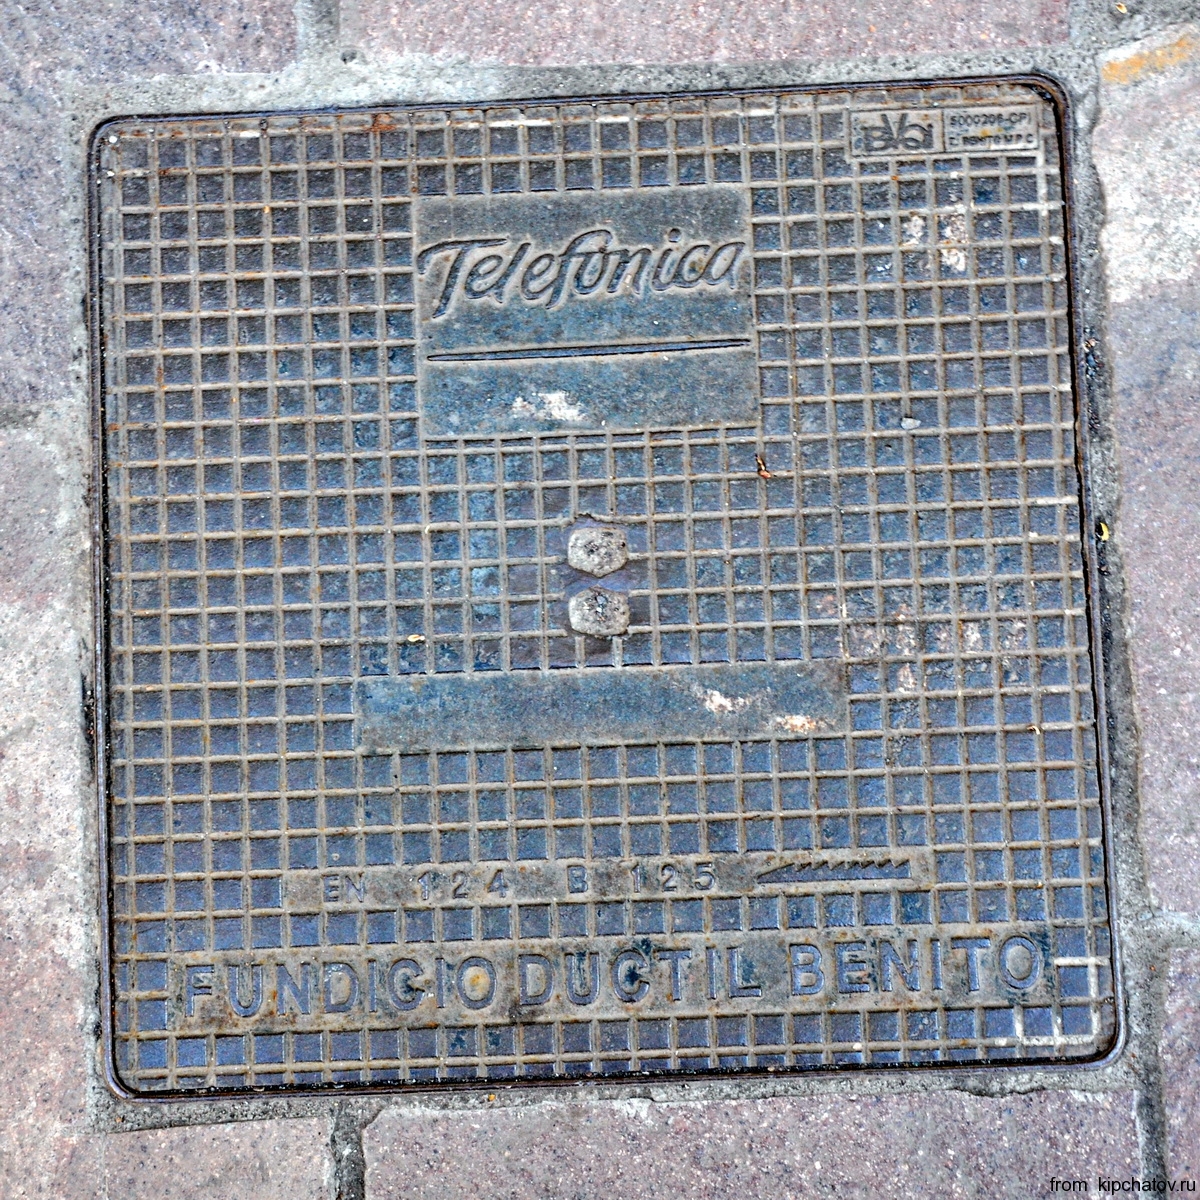 Telefónica
EN 124 B 125
FUNDICIO DUCTIL BENITO
from kipchatov.ru